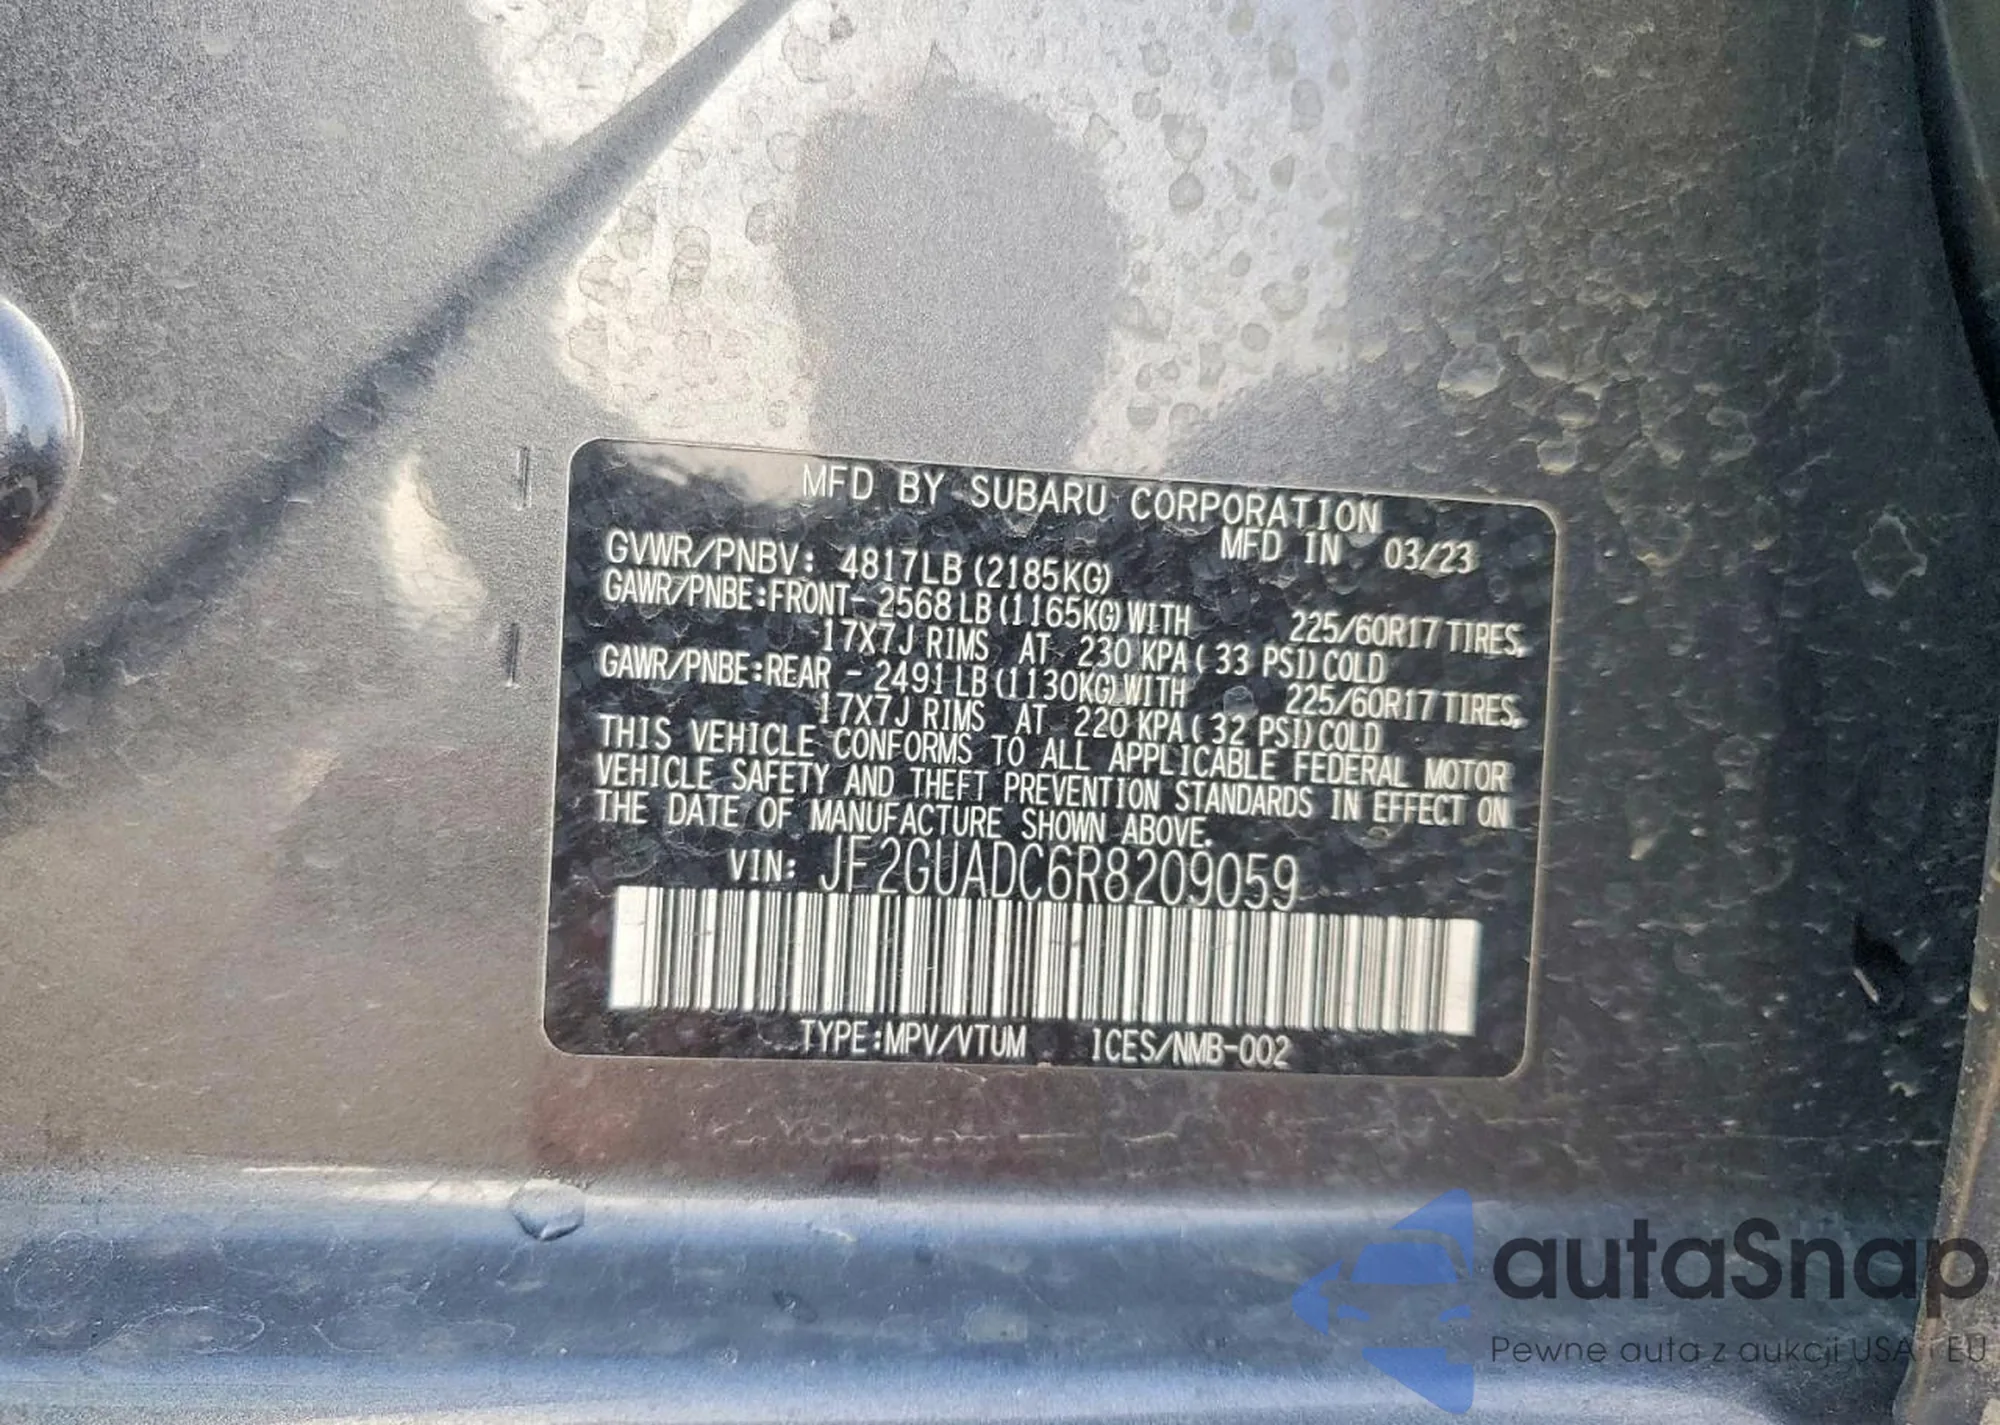 MFD BY SUBARU CORPORATION
MFD IN 03/23
GVWR/PNBV: 4817LB (2185KG)
GAWR/PNBE:FRONT- 2568 LB (1165KG) WITH 225/60R17 TIRES,
17X7J RIMS AT 230 KPA ( 33 PSI) COLD
GAWR/PNBE:REAR - 2491 LB (1130KG) WITH 225/60R17 TIRES,
17X7J RIMS AT 220 KPA ( 32 PSI) COLD
THIS VEHICLE CONFORMS TO ALL APPLICABLE FEDERAL MOTOR
VEHICLE SAFETY AND THEFT PREVENTION STANDARDS IN EFFECT ON
THE DATE OF MANUFACTURE SHOWN ABOVE.
VIN: JF2GUADC6R8209059
TYPE:MPV/VTUM ICES/NMB-002
autaSnap
Pewne auta z aukcji USA i EU